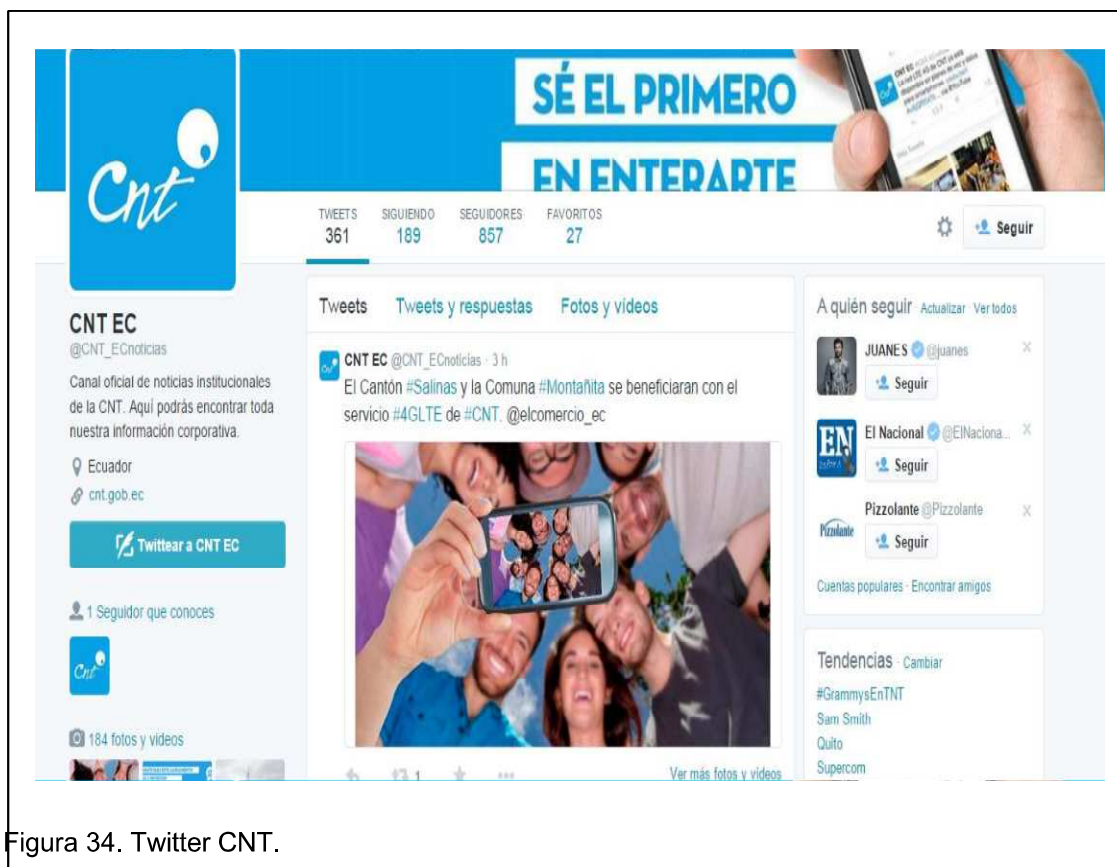 SÉ EL PRIMERO
EN ENTERARTE
Cnt
TWEETS SIGUIENDO SEGUIDORES FAVORITOS
361 189 857 27
Seguir
CNT EC
@CNT_ECnoticias
Canal oficial de noticias institucionales
de la CNT. Aquí podrás encontrar toda
nuestra información corporativa.
Ecuador
cnt.gob.ec
Twittear a CNT EC
1 Seguidor que conoces
Cnt
184 fotos y videos
Tweets Tweets y respuestas Fotos y vídeos
CNT EC @CNT_ECnoticias · 3 h
El Cantón #Salinas y la Comuna #Montañita se beneficiaran con el
servicio #4GLTE de #CNT. @elcomercio_ec
1
Ver más fotos y vídeos
A quién seguir · Actualizar · Ver todos
JUANES @juanes
Seguir
EN
El Nacional @ElNaciona...
Seguir
Pizzolante
Pizzolante @Pizzolante
Seguir
Cuentas populares · Encontrar amigos
Tendencias · Cambiar
#GrammysEnTNT
Sam Smith
Quito
Supercom
Figura 34. Twitter CNT.